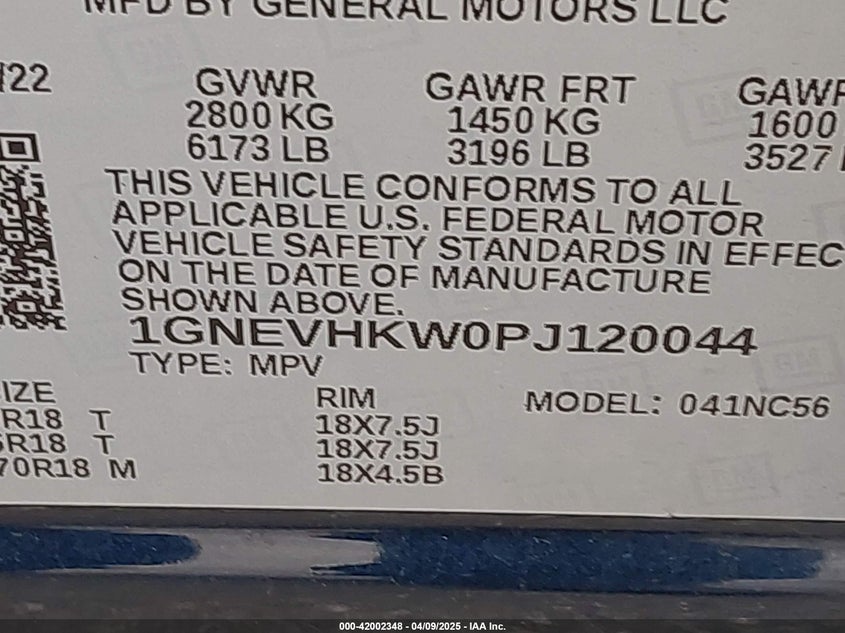 MFD BY GENERAL MOTORS LLC
/22 GVWR GAWR FRT GAWR
2800 KG 1450 KG 1600
6173 LB 3196 LB 3527
THIS VEHICLE CONFORMS TO ALL
APPLICABLE U.S. FEDERAL MOTOR
VEHICLE SAFETY STANDARDS IN EFFEC
ON THE DATE OF MANUFACTURE
SHOWN ABOVE.
1GNEVHKW0PJ120044
TYPE: MPV
IZE RIM MODEL: 041NC56
R18 T 18X7.5J
R18 T 18X7.5J
70R18 M 18X4.5B
000-42002348 - 04/09/2025 - IAA Inc.